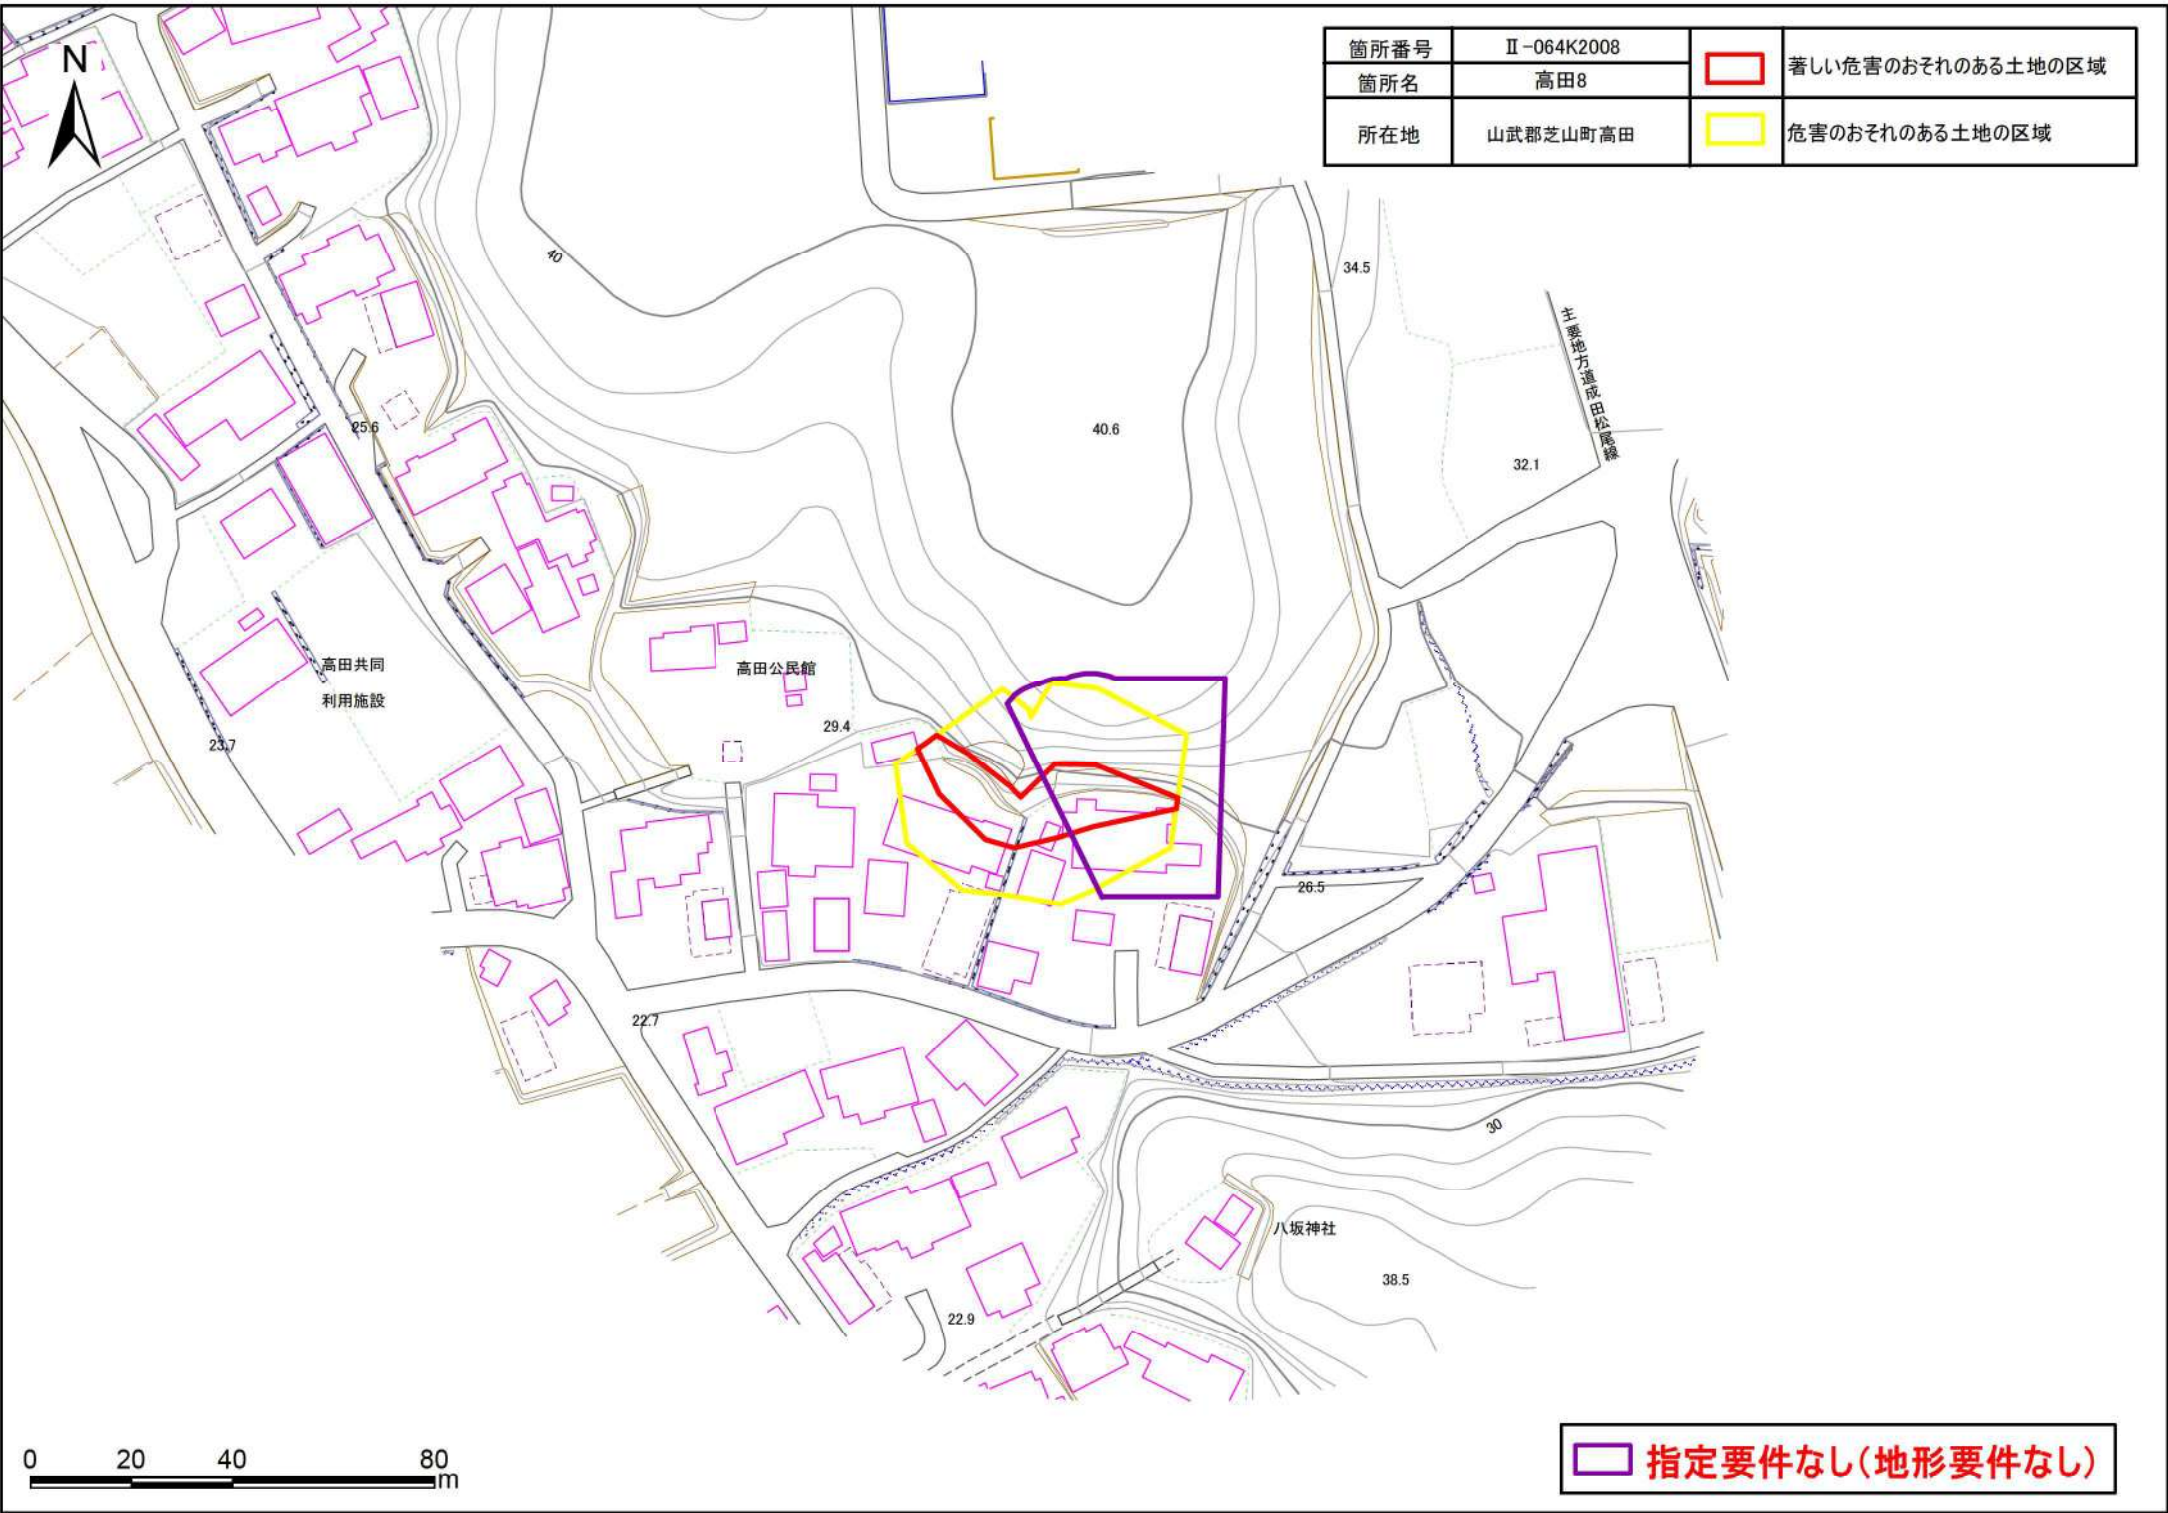 N
箇所番号
Ⅱ-064K2008
箇所名
高田8
所在地
山武郡芝山町高田
著しい危害のおそれのある土地の区域
危害のおそれのある土地の区域
40
34.5
主要地方道成田松尾線
25.6
40.6
32.1
高田共同
利用施設
高田公民館
29.4
23.7
26.5
22.7
30
八坂神社
38.5
22.9
0 20 40 80
m
指定要件なし(地形要件なし)